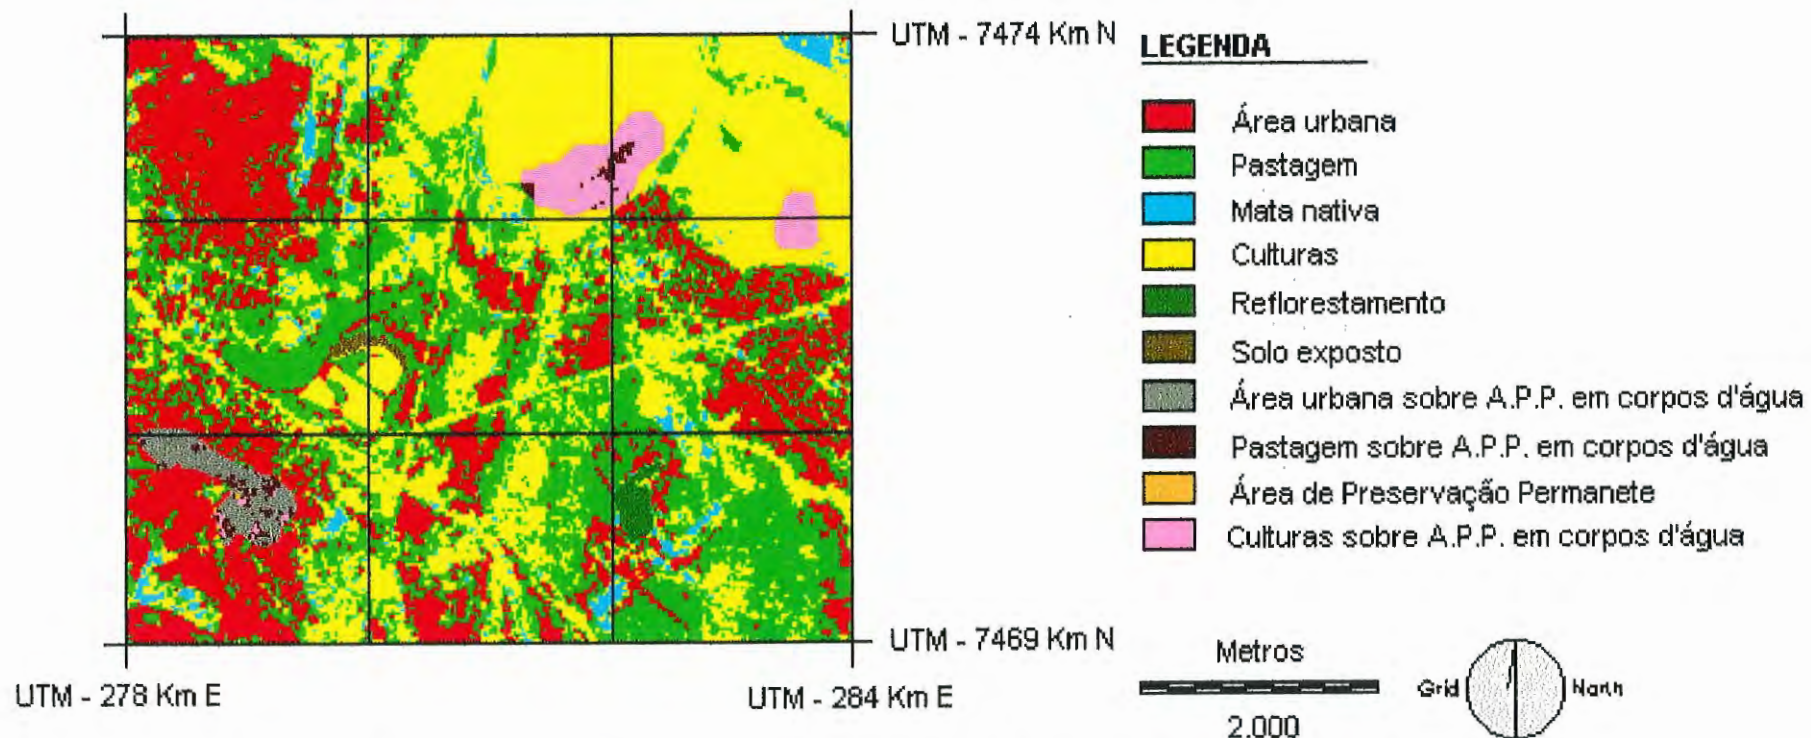 UTM - 7474 Km N
LEGENDA
Área urbana
Pastagem
Mata nativa
Culturas
Reflorestamento
Solo exposto
Área urbana sobre A.P.P. em corpos d'água
Pastagem sobre A.P.P. em corpos d'água
Área de Preservação Permanete
Culturas sobre A.P.P. em corpos d'água
UTM - 7469 Km N
UTM - 278 Km E
UTM - 284 Km E
Metros
2.000
Grid North